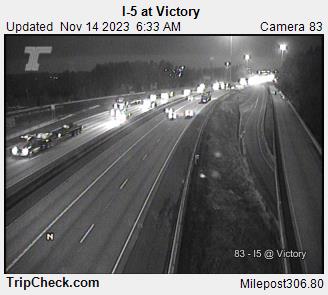 I-5 at Victory
Updated Nov 14 2023 6:33 AM Camera 83
T
N
83 - I5 @ Victory
TripCheck.com Milepost306.80